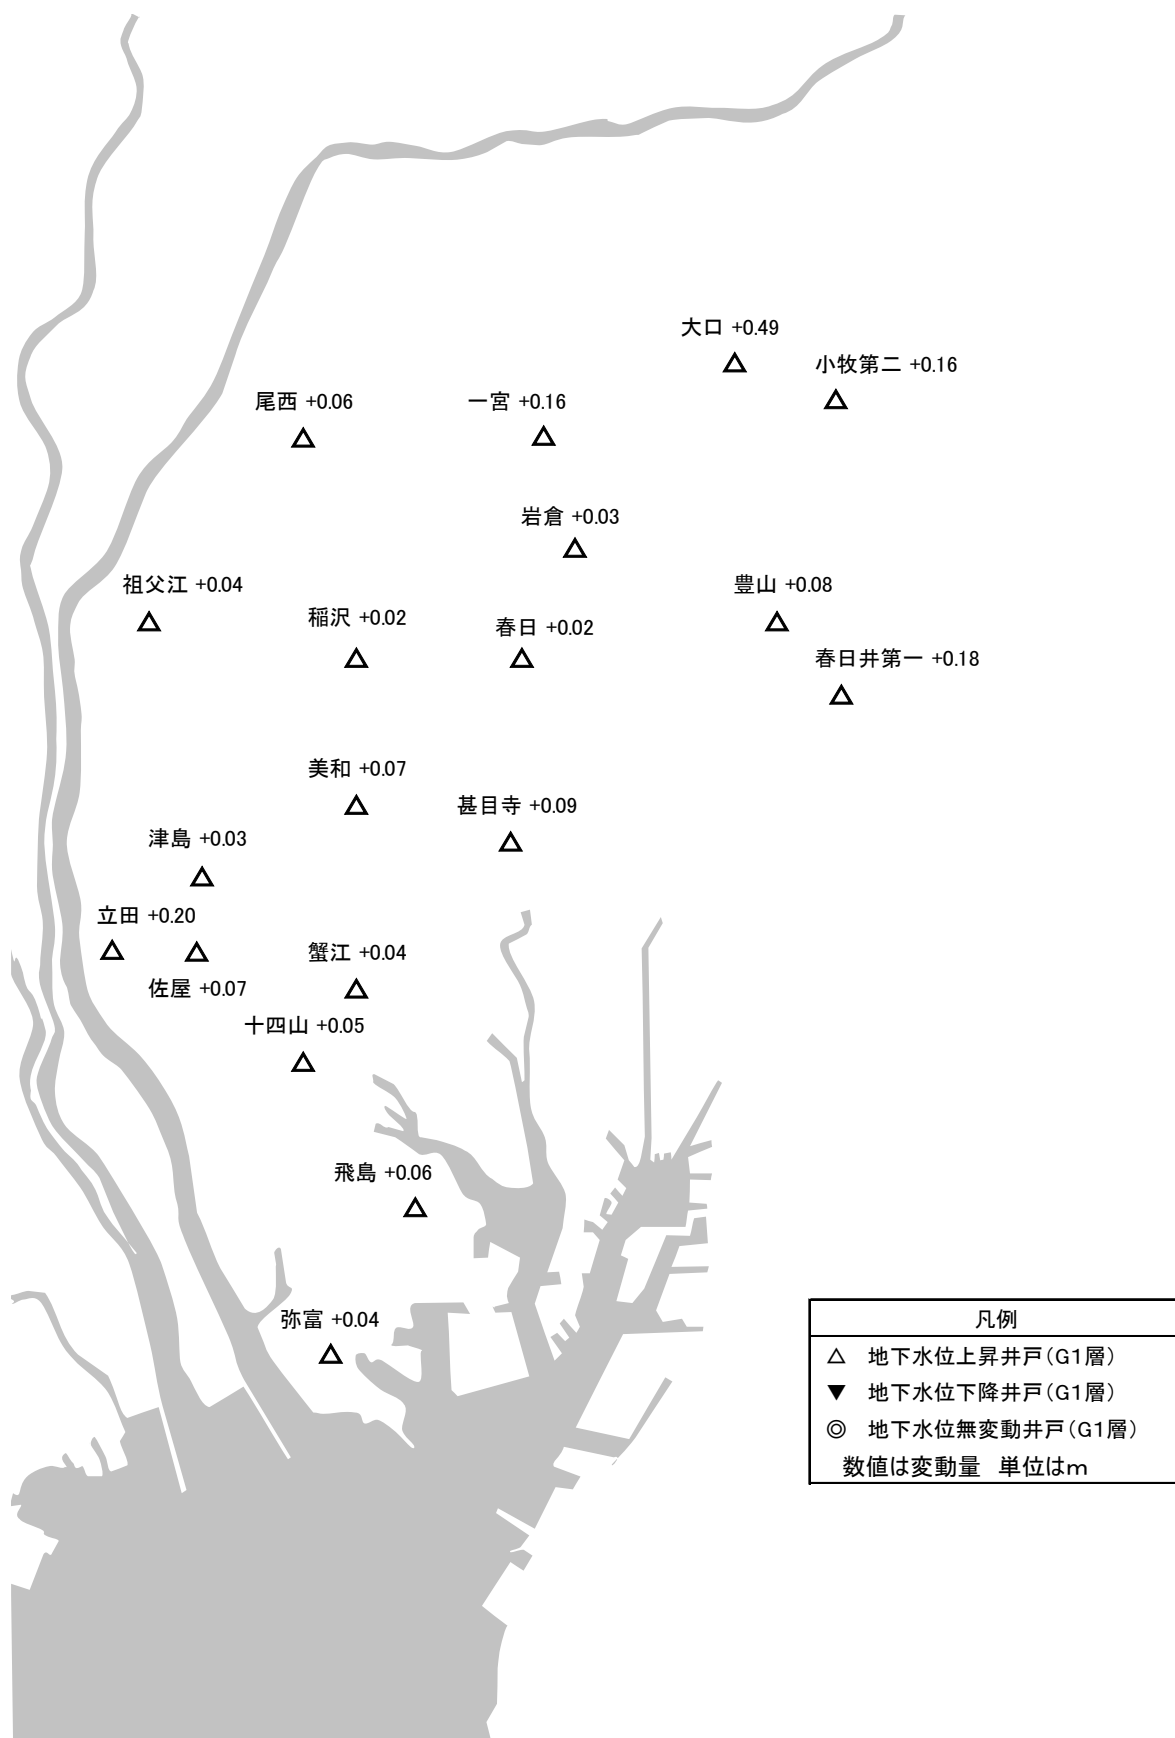 大口 +0.49
小牧第二 +0.16
尾西 +0.06
一宮 +0.16
岩倉 +0.03
祖父江 +0.04
豊山 +0.08
稲沢 +0.02
春日 +0.02
春日井第一 +0.18
美和 +0.07
甚目寺 +0.09
津島 +0.03
立田 +0.20
蟹江 +0.04
佐屋 +0.07
十四山 +0.05
飛島 +0.06
弥富 +0.04
凡例
△ 地下水位上昇井戸(G1層)
▼ 地下水位下降井戸(G1層)
◎ 地下水位無変動井戸(G1層)
数値は変動量 単位はm